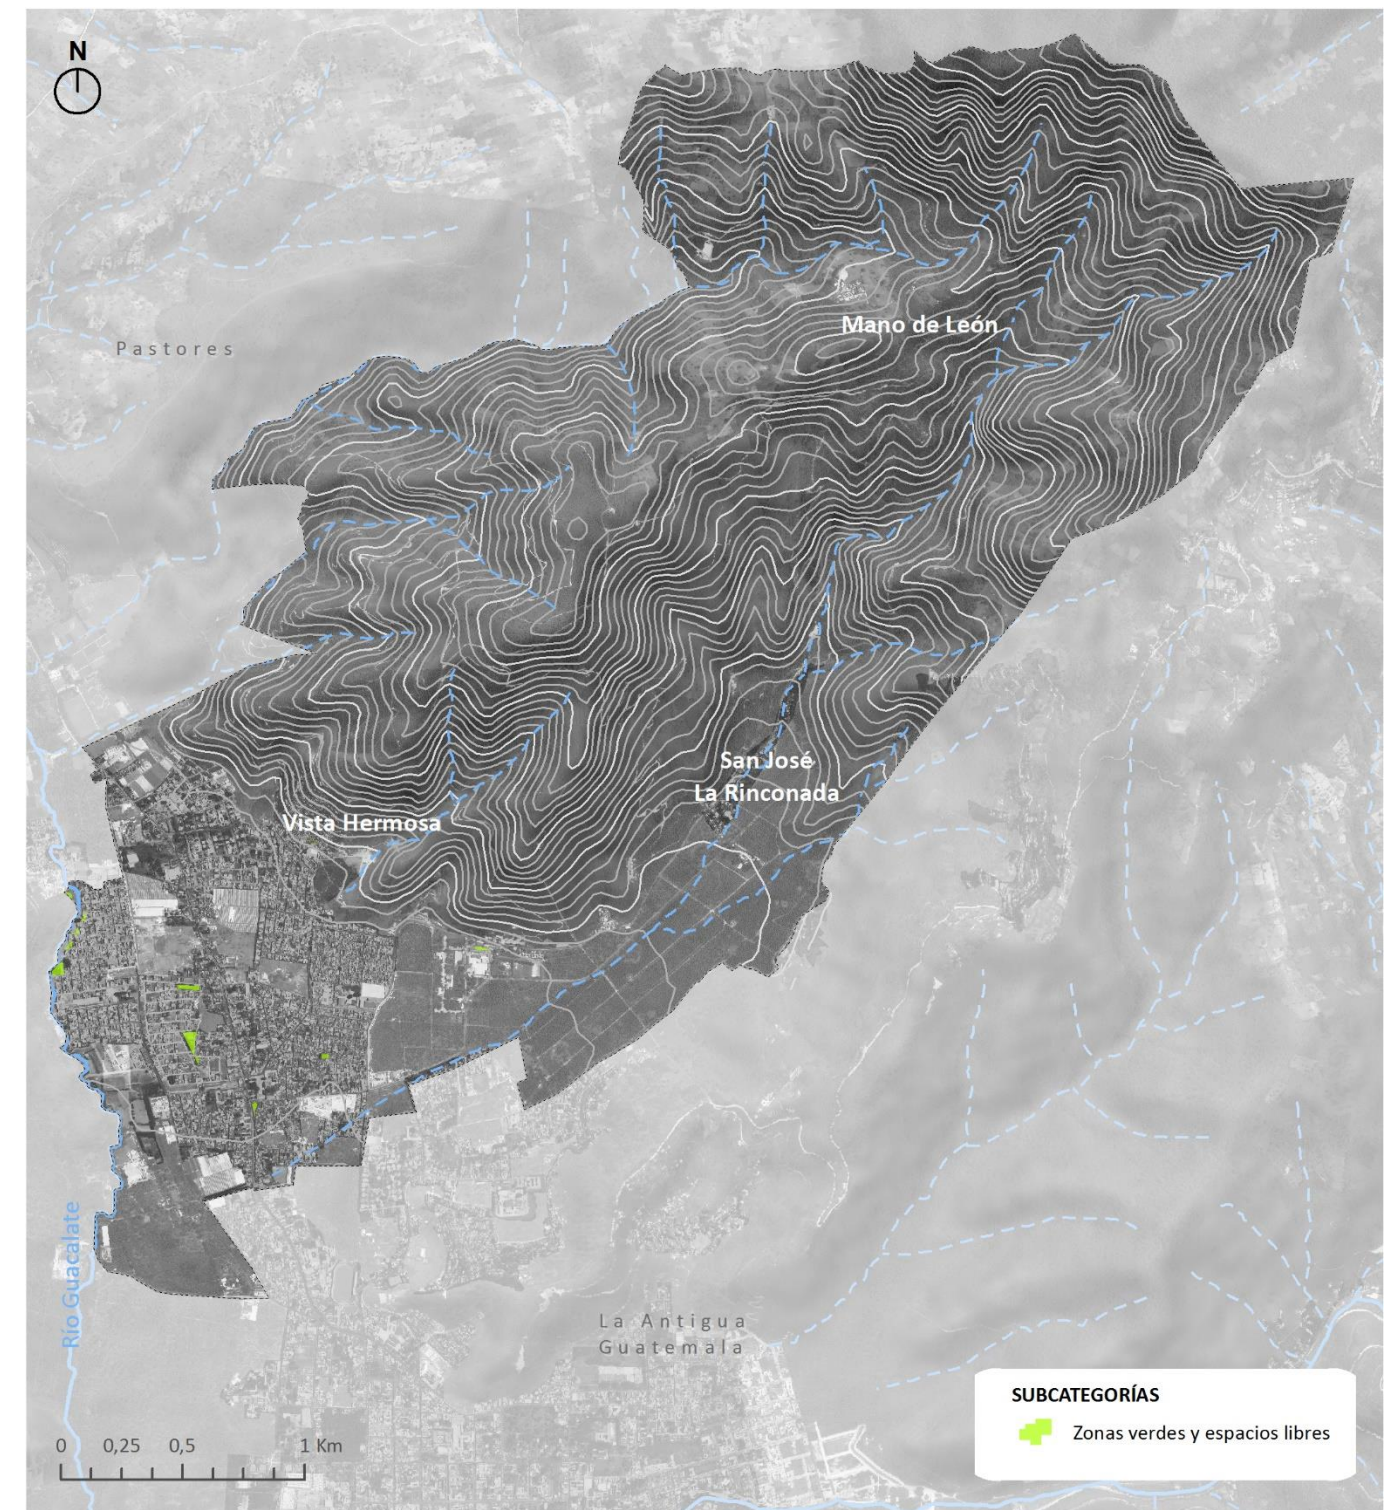 N
Mano de León
Pastores
San José
La Rinconada
Vista Hermosa
Río Guacalate
La Antigua
Guatemala
SUBCATEGORÍAS
Zonas verdes y espacios libres
0 0,25 0,5 1 Km